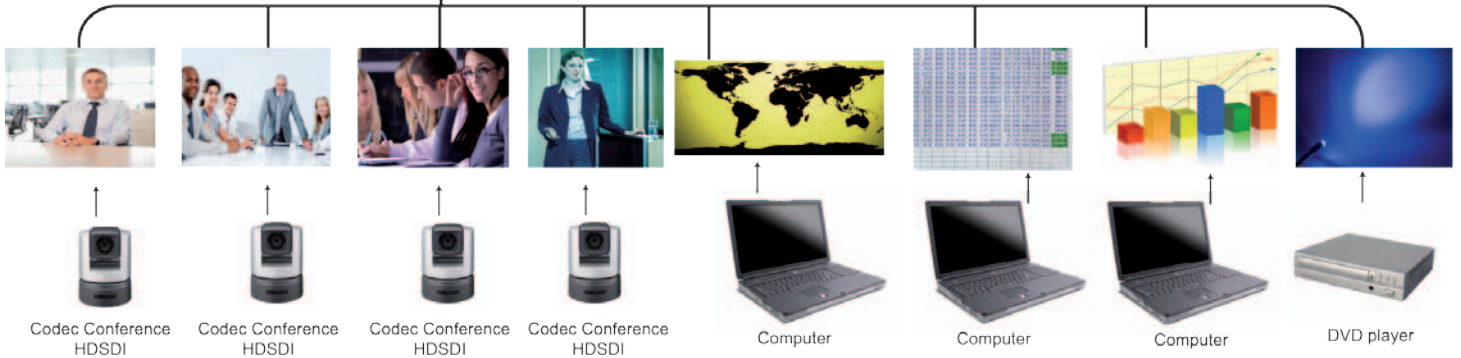 Codec Conference
HDSDI
Codec Conference
HDSDI
Codec Conference
HDSDI
Codec Conference
HDSDI
Computer
Computer
Computer
DVD player